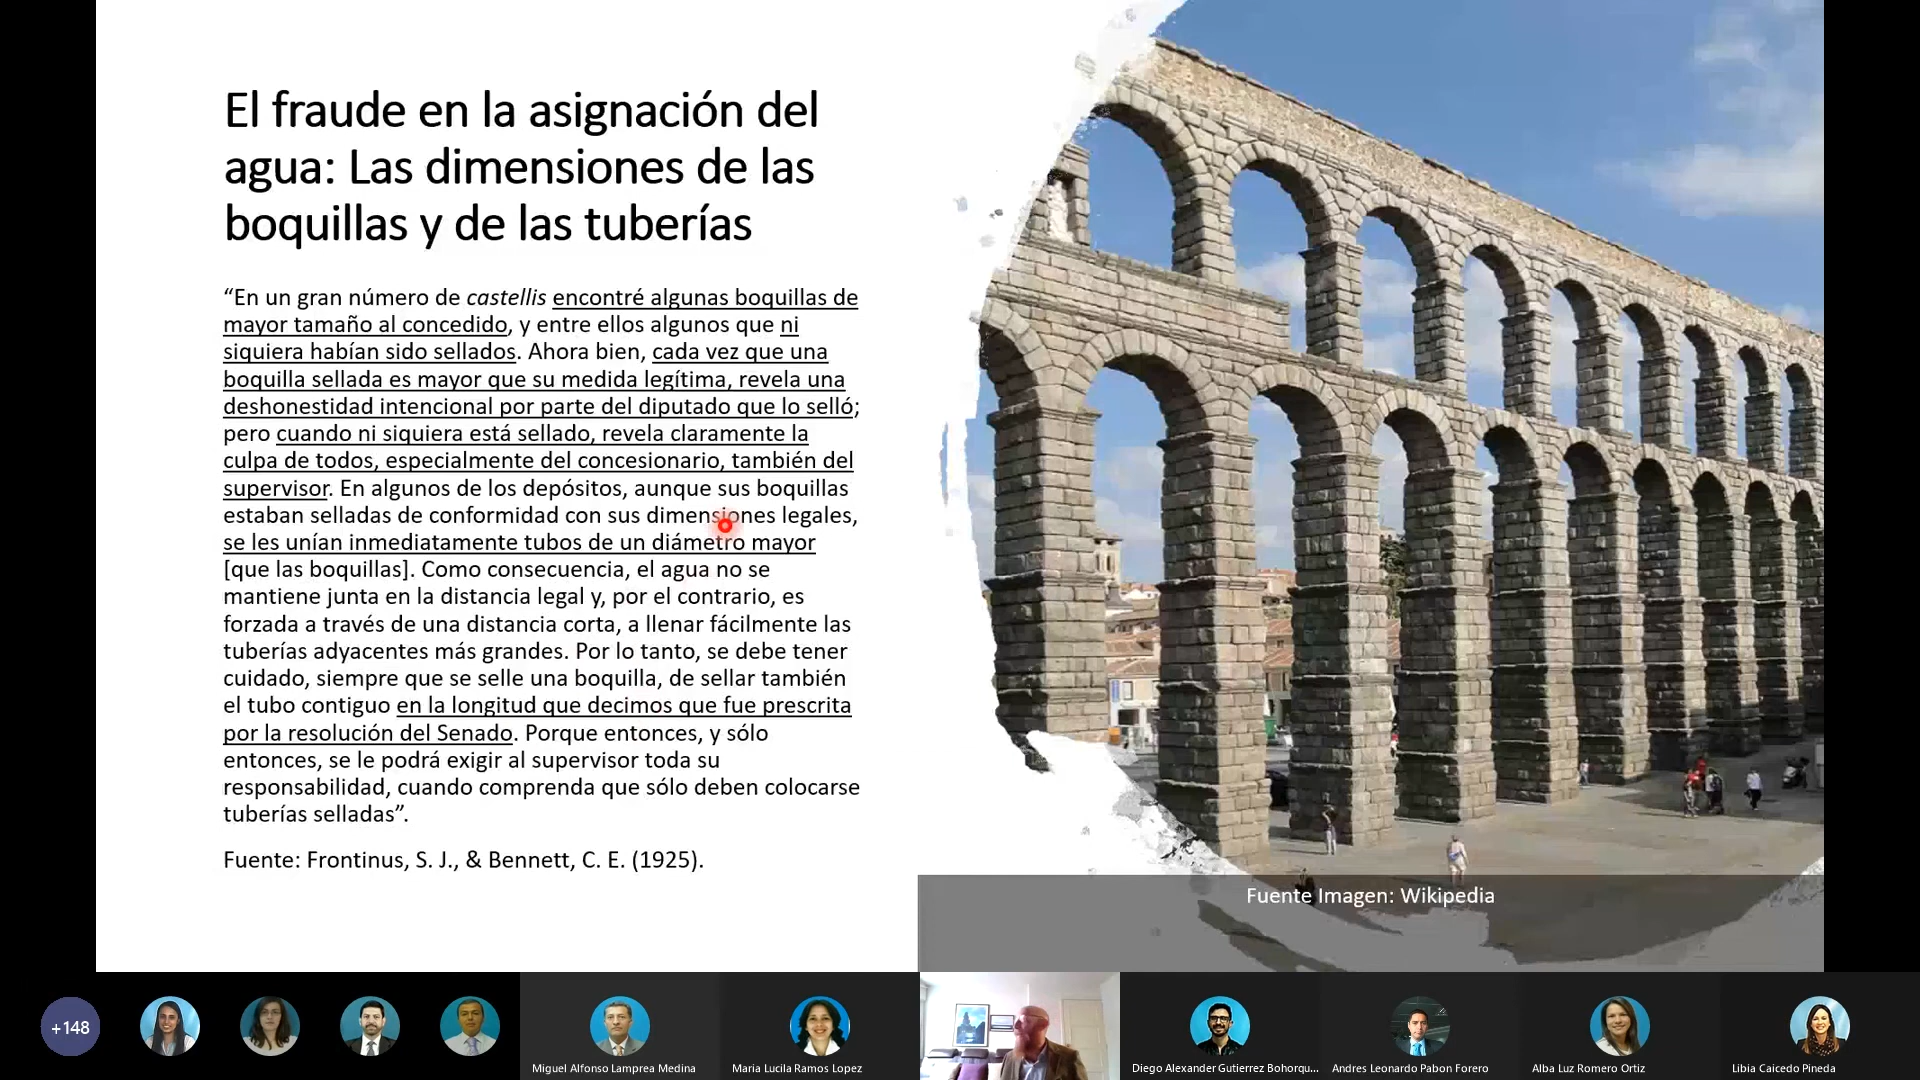 El fraude en la asignación del
agua: Las dimensiones de las
boquillas y de las tuberías
“En un gran número de castellis encontré algunas boquillas de
mayor tamaño al concedido, y entre ellos algunos que ni
siquiera habían sido sellados. Ahora bien, cada vez que una
boquilla sellada es mayor que su medida legítima, revela una
deshonestidad intencional por parte del diputado que lo selló;
pero cuando ni siquiera está sellado, revela claramente la
culpa de todos, especialmente del concesionario, también del
supervisor. En algunos de los depósitos, aunque sus boquillas
estaban selladas de conformidad con sus dimensiones legales,
se les unían inmediatamente tubos de un diámetro mayor
[que las boquillas]. Como consecuencia, el agua no se
mantiene junta en la distancia legal y, por el contrario, es
forzada a través de una distancia corta, a llenar fácilmente las
tuberías adyacentes más grandes. Por lo tanto, se debe tener
cuidado, siempre que se selle una boquilla, de sellar también
el tubo contiguo en la longitud que decimos que fue prescrita
por la resolución del Senado. Porque entonces, y sólo
entonces, se le podrá exigir al supervisor toda su
responsabilidad, cuando comprenda que sólo deben colocarse
tuberías selladas”.
Fuente: Frontinus, S. J., & Bennett, C. E. (1925).
Fuente Imagen: Wikipedia
+148
Miguel Alfonso Lamprea Medina
Maria Lucila Ramos Lopez
Diego Alexander Gutierrez Bohorqu...
Andres Leonardo Pabon Forero
Alba Luz Romero Ortiz
Libia Caicedo Pineda